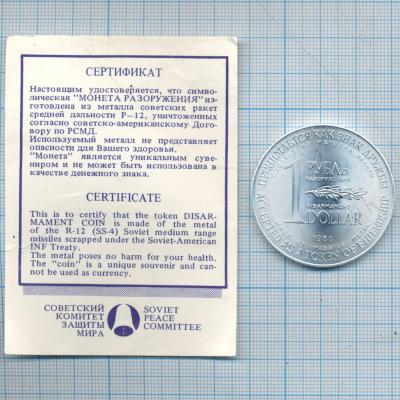 СЕРТИФИКАТ
Настоящим удостоверяется, что симво-
лическая "МОНЕТА РАЗОРУЖЕНИЯ" из-
готовлена из металла советских ракет
средней дальности Р-12, уничтоженных
согласно советско-американскому Дого-
вору по РСМД.
Используемый металл не представляет
опасности для Вашего здоровья.
"Монета" является уникальным суве-
ниром и не может быть использована в
качестве денежного знака.
CERTIFICATE
This is to certify that the token DISAR-
MAMENT COIN is made of the metal
of the R-12 (SS-4) Soviet medium range
missiles scrapped under the Soviet-American
INF Treaty.
The metal poses no harm for your health.
The "coin" is a unique souvenir and can-
not be used as currency.
СОВЕТСКИЙ
КОМИТЕТ
ЗАЩИТЫ
МИРА
SOVIET
PEACE
COMMITTEE
ПРИНИМАЕТСЯ КАК ЗНАК ДРУЖБЫ
1
РУБЛЬ
DISARMAMENT
DOLLAR
1988
ACCEPTED AS A TOKEN OF FRIENDSHIP